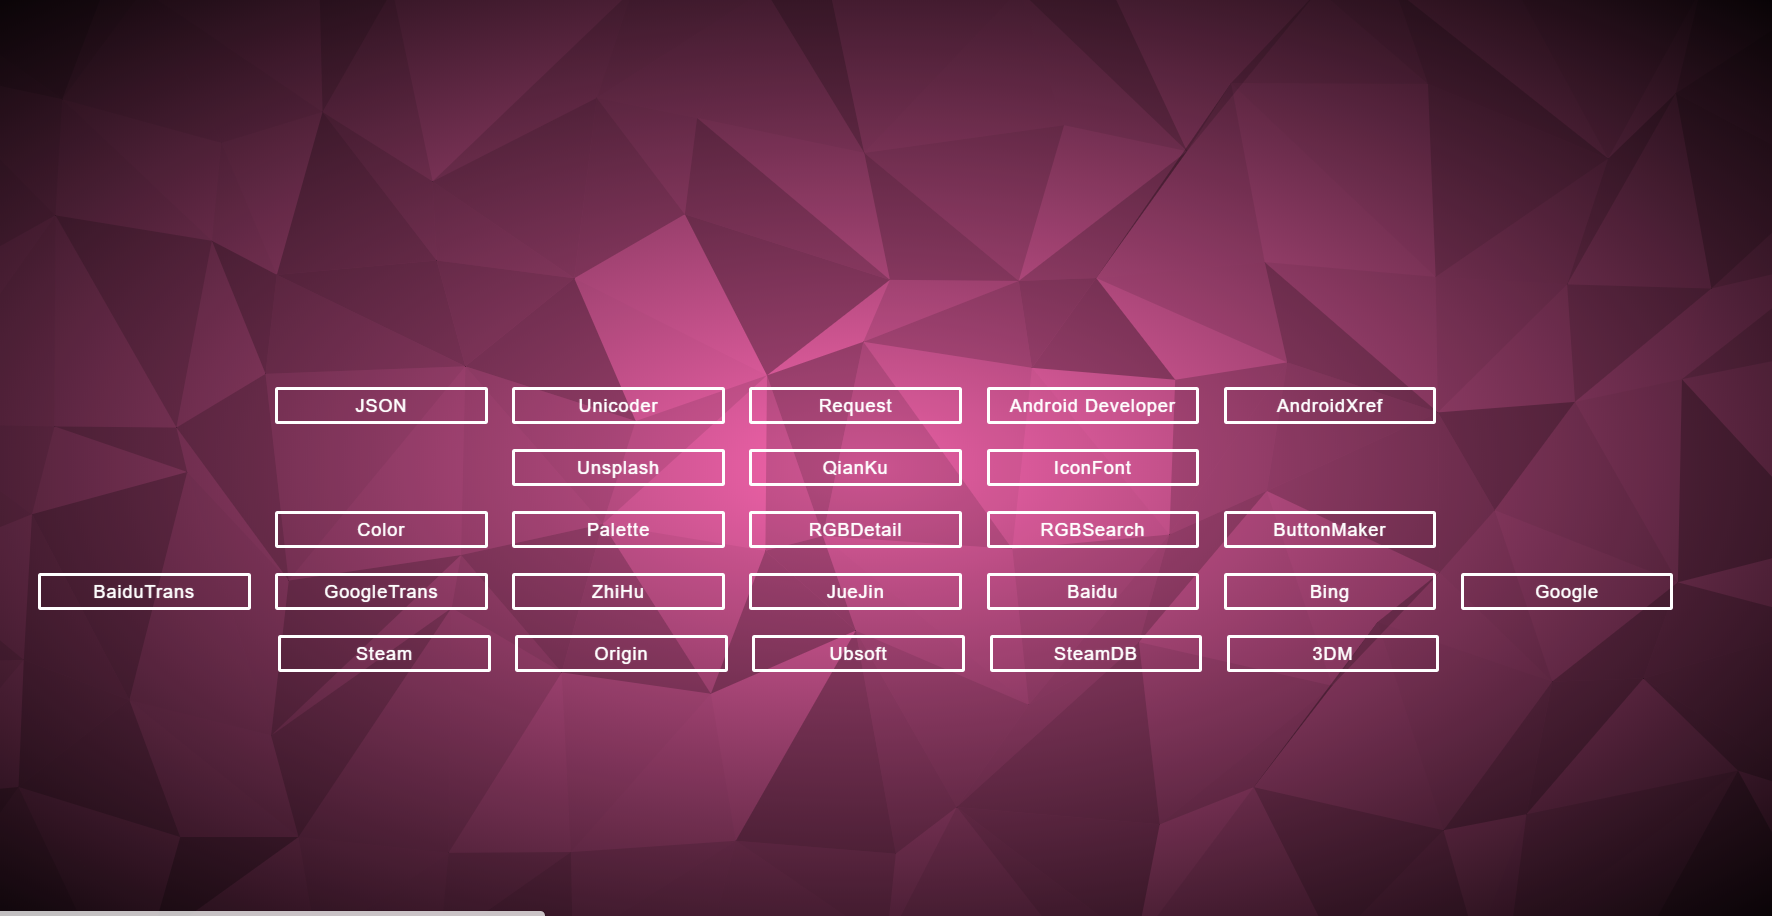 JSON Unicoder Request Android Developer AndroidXref
Unsplash QianKu IconFont
Color Palette RGBDetail RGBSearch ButtonMaker
BaiduTrans GoogleTrans ZhiHu JueJin Baidu Bing Google
Steam Origin Ubsoft SteamDB 3DM